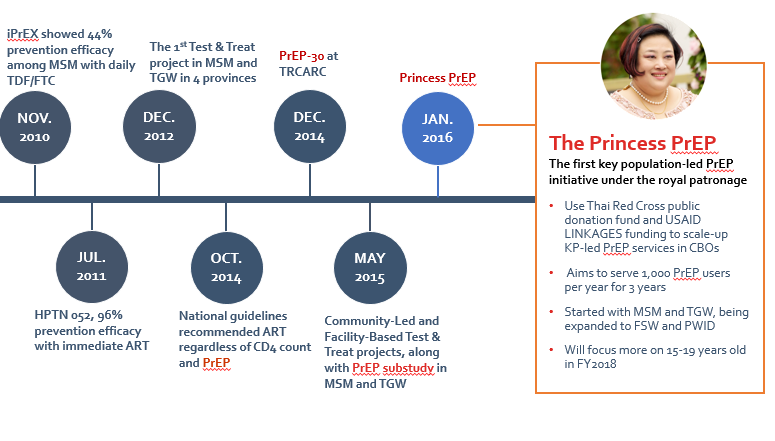 iPrEX showed 44%
prevention efficacy
among MSM with daily
TDF/FTC
NOV.
2010
The 1st Test & Treat
project in MSM and
TGW in 4 provinces
DEC.
2012
PrEP-30 at
TRCARC
DEC.
2014
Princess PrEP
JAN.
2016
JUL.
2011
HPTN 052, 96%
prevention efficacy
with immediate ART
OCT.
2014
National guidelines
recommended ART
regardless of CD4 count
and PrEP
MAY
2015
Community-Led and
Facility-Based Test &
Treat projects, along
with PrEP substudy in
MSM and TGW
The Princess PrEP
The first key population-led PrEP
initiative under the royal patronage
• Use Thai Red Cross public
donation fund and USAID
LINKAGES funding to scale-up
KP-led PrEP services in CBOs
• Aims to serve 1,000 PrEP users
per year for 3 years
• Started with MSM and TGW, being
expanded to FSW and PWID
• Will focus more on 15-19 years old
in FY2018